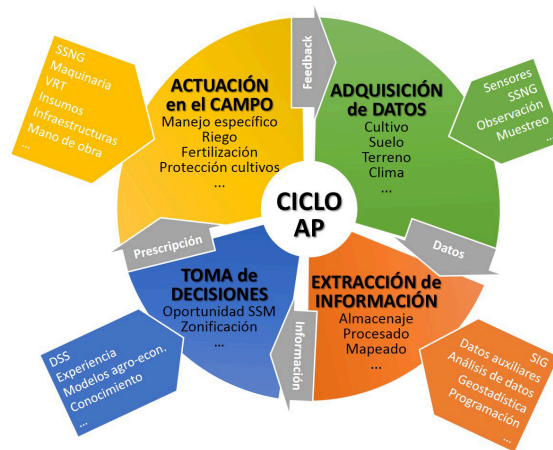 SSNG
Maquinaria
VRT
Insumos
Infraestructuras
Mano de obra
...
ACTUACIÓN
en el CAMPO
Manejo específico
Riego
Fertilización
Protección cultivos
...
Feedback
ADQUISICIÓN
de DATOS
Cultivo
Suelo
Terreno
Clima
...
Sensores
SSNG
Observación
Muestreo
...
CICLO
AP
Prescripción
Datos
TOMA de
DECISIONES
Oportunidad SSM
Zonificación
...
Información
EXTRACCIÓN de
INFORMACIÓN
Almacenaje
Procesado
Mapeado
...
DSS
Experiencia
Modelos agro-econ.
Conocimiento
...
SIG
Datos auxiliares
Análisis de datos
Geostadística
Programación
...